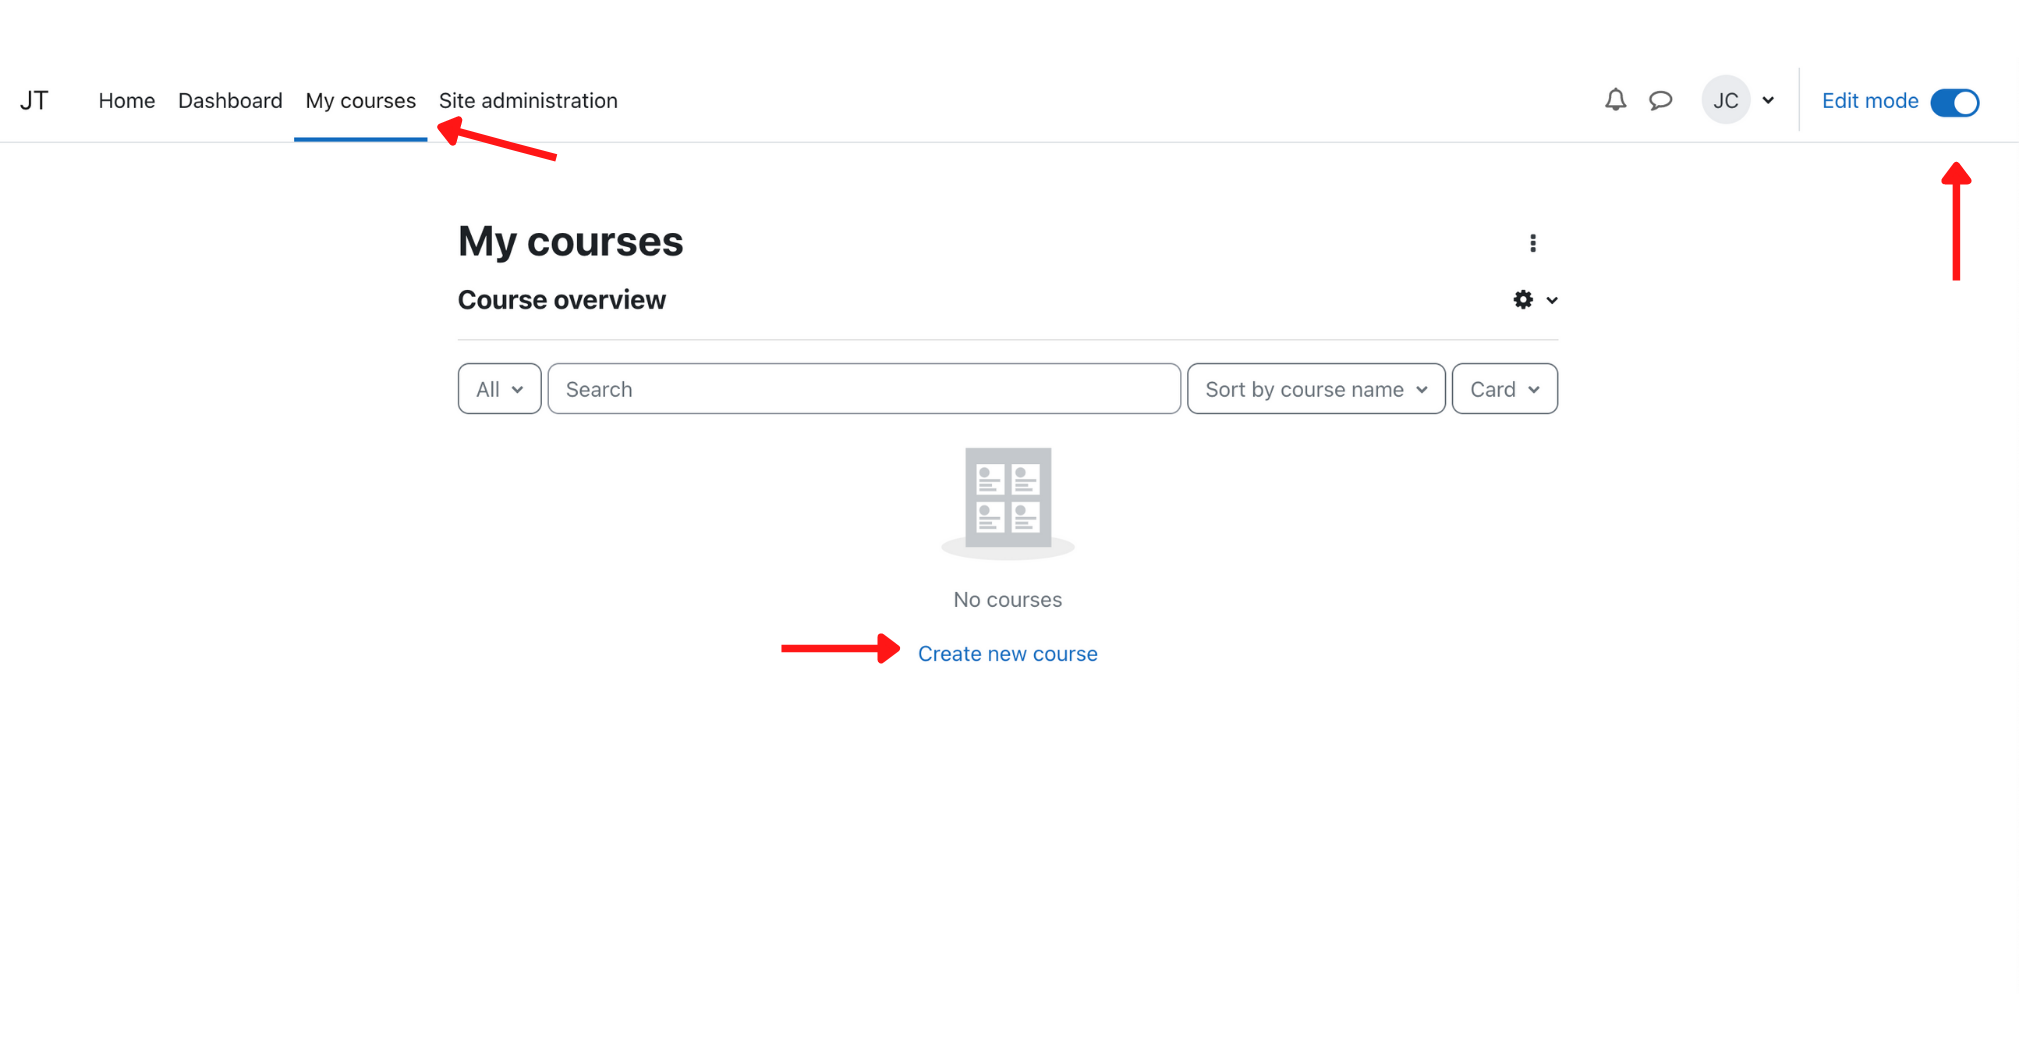 JT Home Dashboard My courses Site administration JC Edit mode
My courses
Course overview
All Search Sort by course name Card
No courses
Create new course